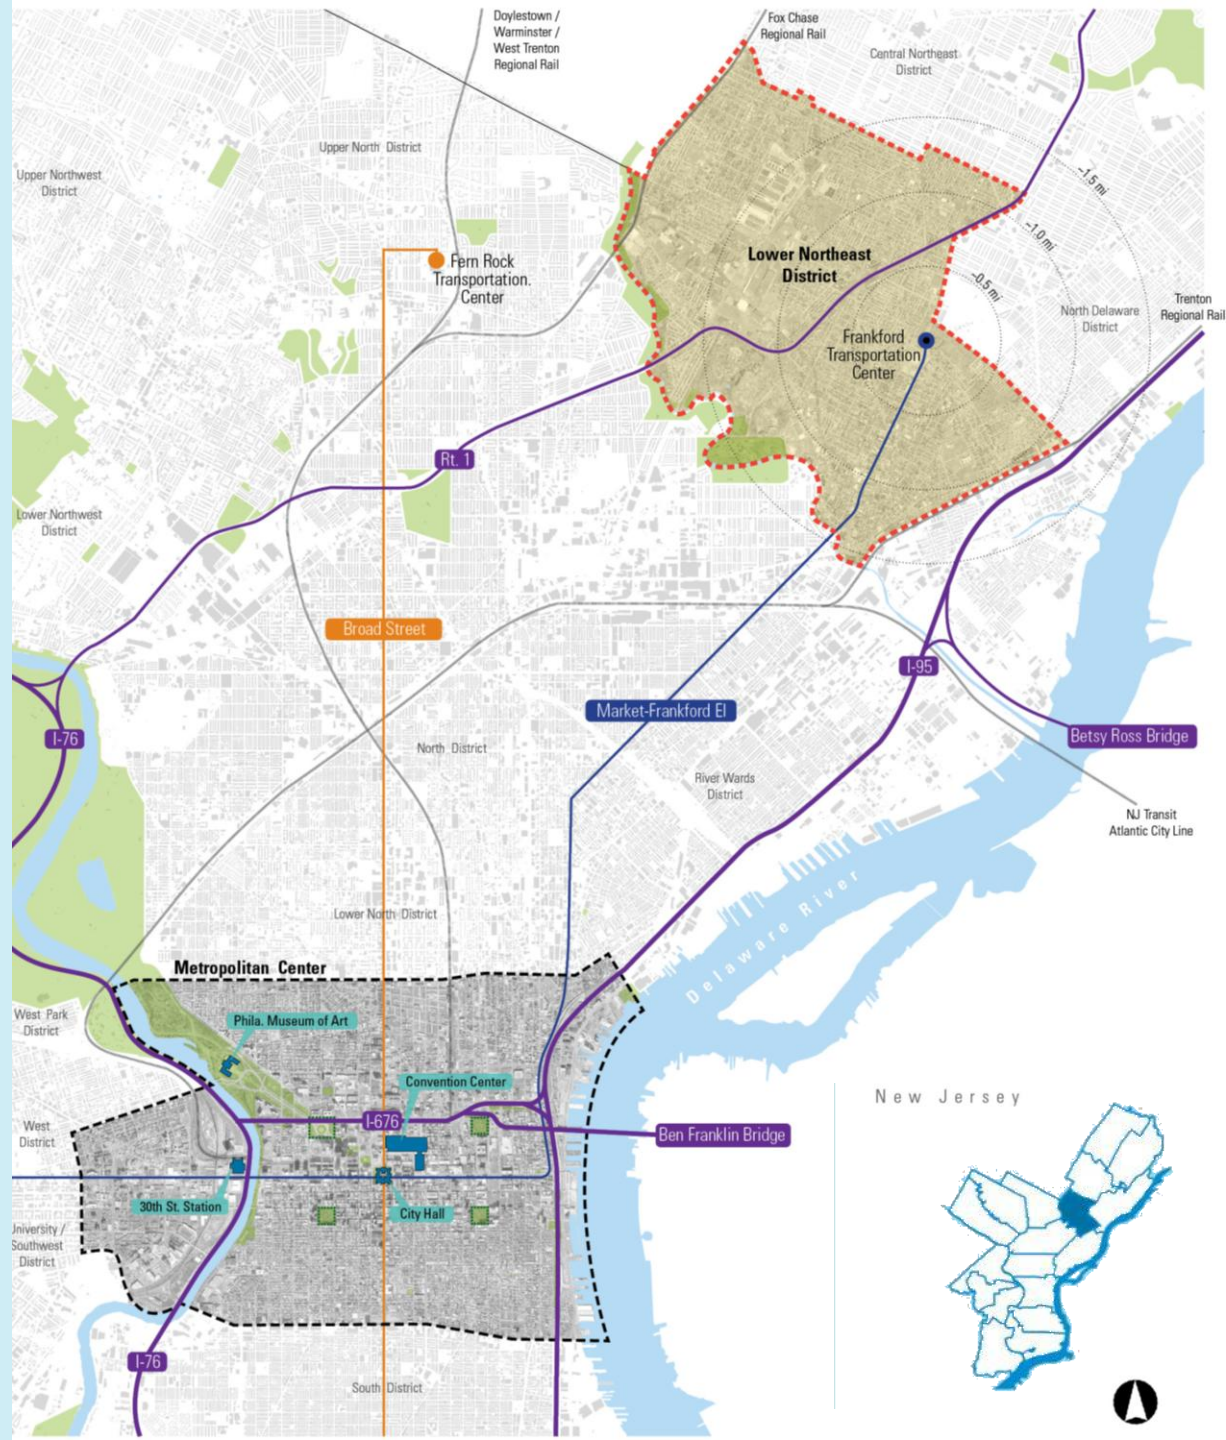 Doylestown /
Warminster /
West Trenton
Regional Rail
Fox Chase
Regional Rail
Central Northeast
District
Upper North District
Upper Northwest
District
~1.5 mi
~1.0 mi
~0.5 mi
Lower Northeast
District
Fern Rock
Transportation.
Center
North Delaware
District
Trenton
Regional Rail
Frankford
Transportation
Center
Rt. 1
Lower Northwest
District
Broad Street
I-95
Market-Frankford El
I-76
Betsy Ross Bridge
North District
River Wards
District
NJ Transit
Atlantic City Line
Lower North District
Delaware River
Metropolitan Center
West Park
District
Phila. Museum of Art
Convention Center
New Jersey
I-676
West
District
Ben Franklin Bridge
30th St. Station
City Hall
University /
Southwest
District
I-76
South District